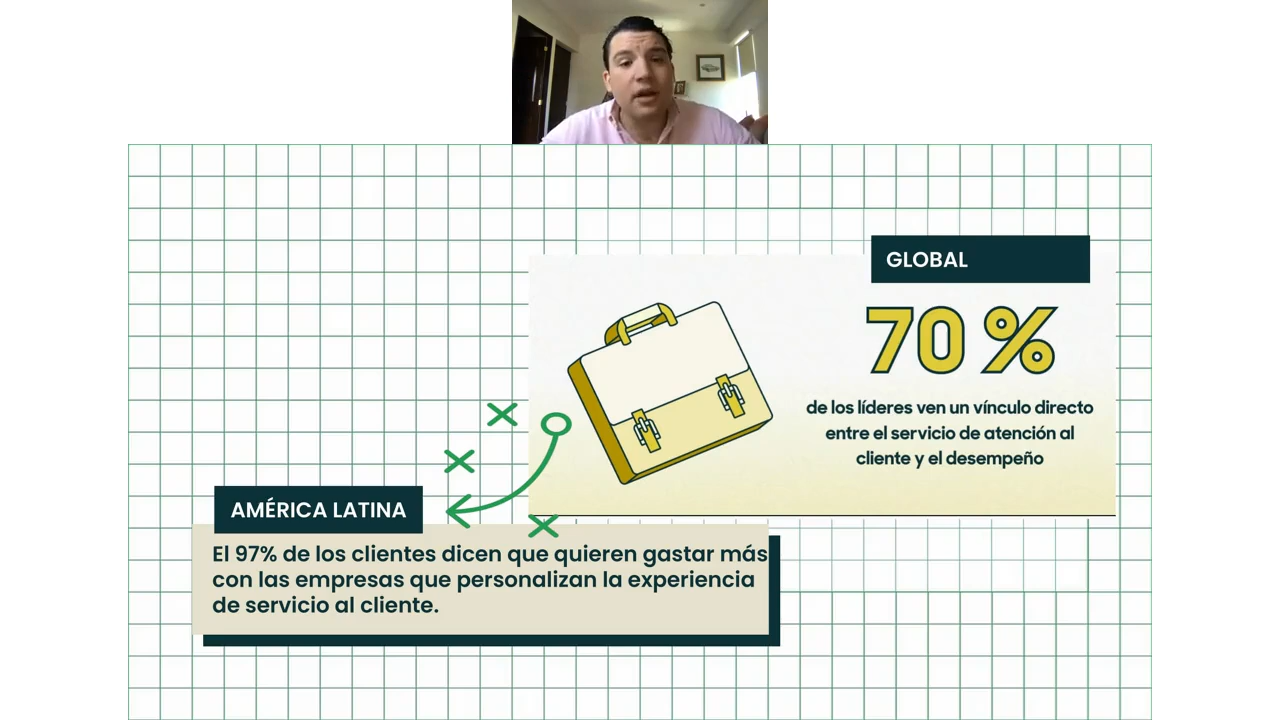 GLOBAL
70 %
de los líderes ven un vínculo directo
entre el servicio de atención al
cliente y el desempeño
AMÉRICA LATINA
El 97% de los clientes dicen que quieren gastar más
con las empresas que personalizan la experiencia
de servicio al cliente.